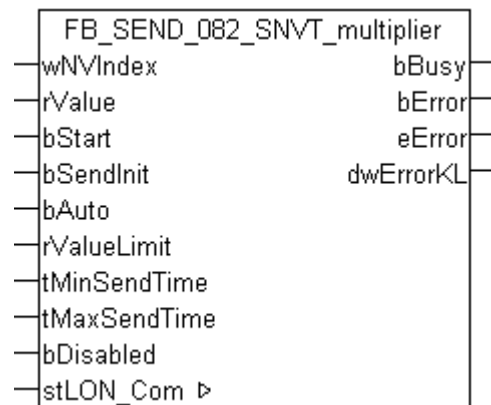 FB_SEND_082_SNVT_multiplier
wNVIndex bBusy
rValue bError
bStart eError
bSendInit dwErrorKL
bAuto
rValueLimit
tMinSendTime
tMaxSendTime
bDisabled
stLON_Com ▷